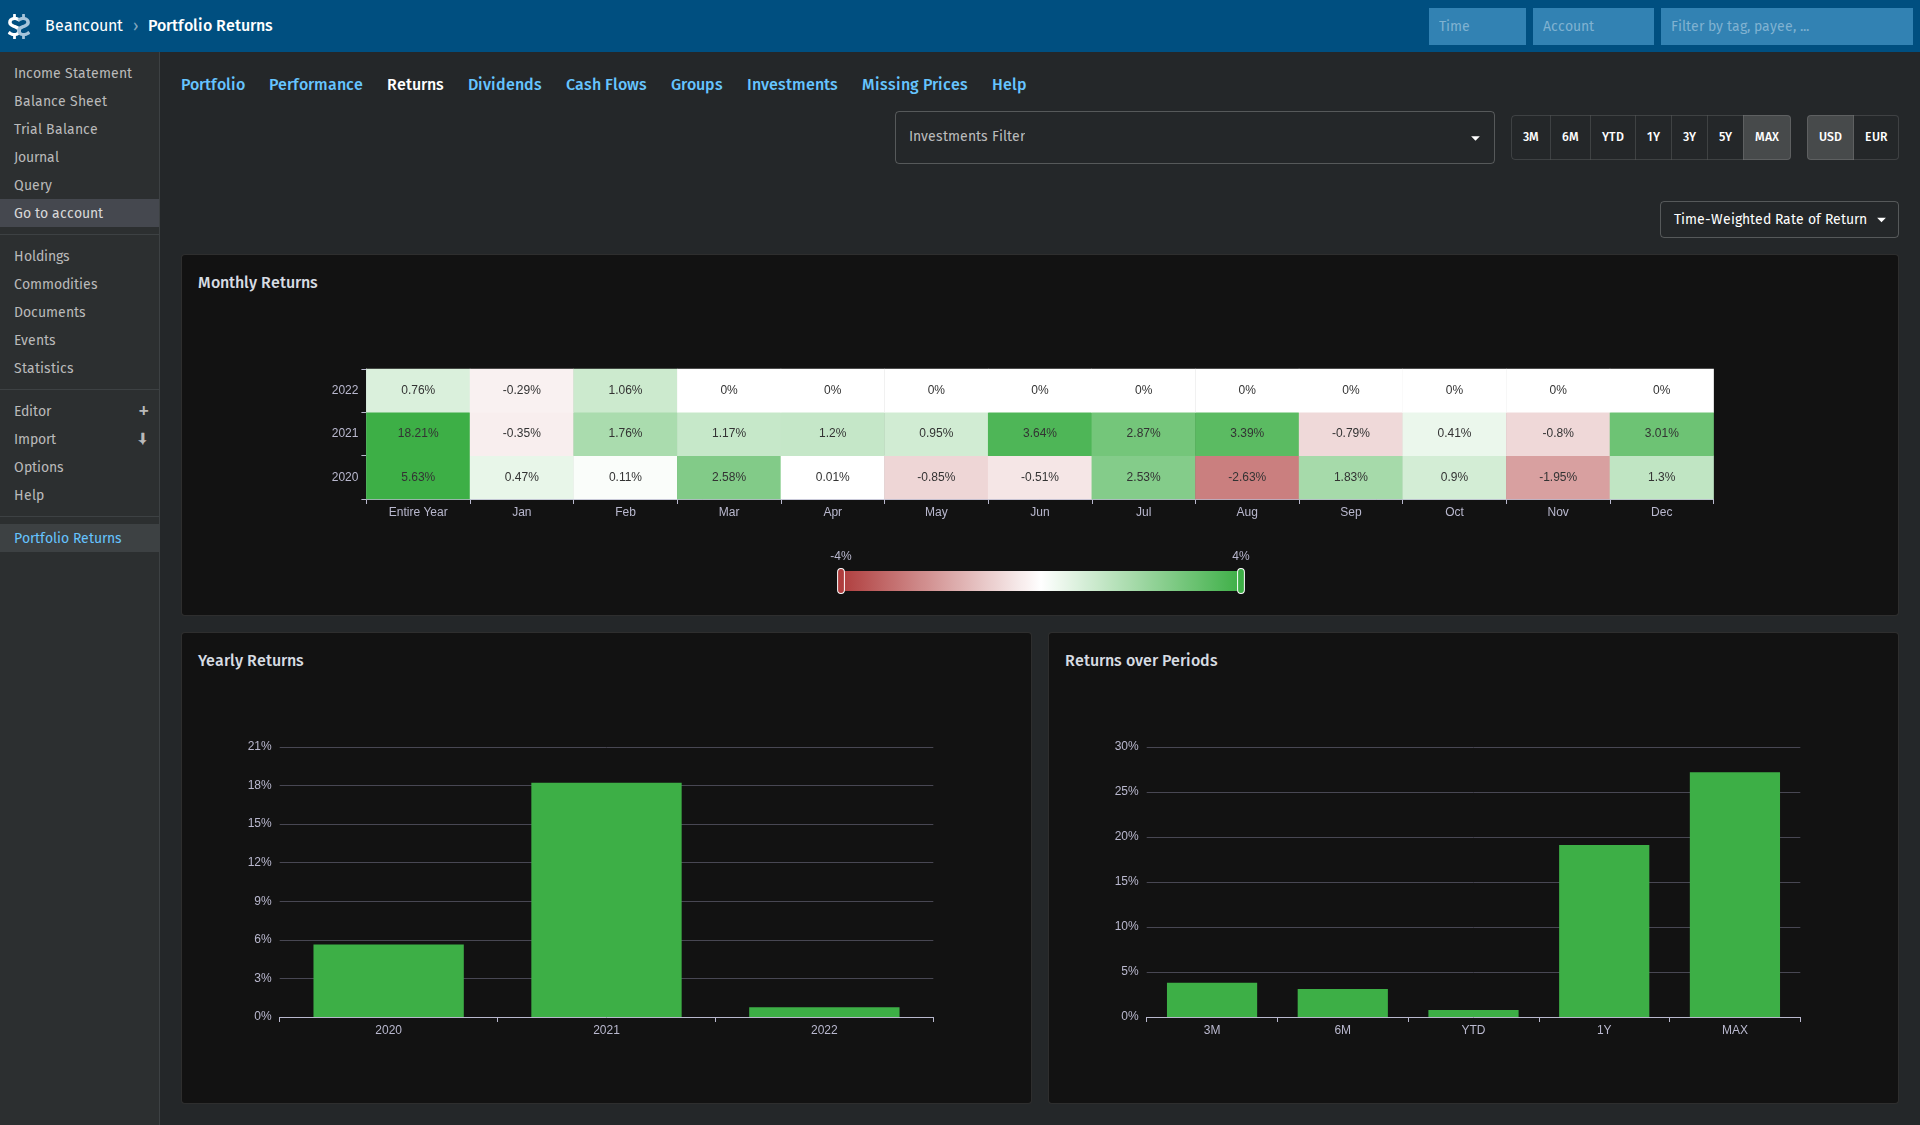 Beancount › Portfolio Returns
Time
Account
Filter by tag, payee, ...
Income Statement
Balance Sheet
Trial Balance
Journal
Query
Go to account
Holdings
Commodities
Documents
Events
Statistics
Editor +
Import
Options
Help
Portfolio Returns
Portfolio Performance Returns Dividends Cash Flows Groups Investments Missing Prices Help
Investments Filter
3M 6M YTD 1Y 3Y 5Y MAX
USD EUR
Time-Weighted Rate of Return
Monthly Returns
2022 0.76% -0.29% 1.06% 0% 0% 0% 0% 0% 0% 0% 0% 0% 0%
2021 18.21% -0.35% 1.76% 1.17% 1.2% 0.95% 3.64% 2.87% 3.39% -0.79% 0.41% -0.8% 3.01%
2020 5.63% 0.47% 0.11% 2.58% 0.01% -0.85% -0.51% 2.53% -2.63% 1.83% 0.9% -1.95% 1.3%
Entire Year Jan Feb Mar Apr May Jun Jul Aug Sep Oct Nov Dec
-4% 4%
Yearly Returns
21%
18%
15%
12%
9%
6%
3%
0%
2020 2021 2022
Returns over Periods
30%
25%
20%
15%
10%
5%
0%
3M 6M YTD 1Y MAX